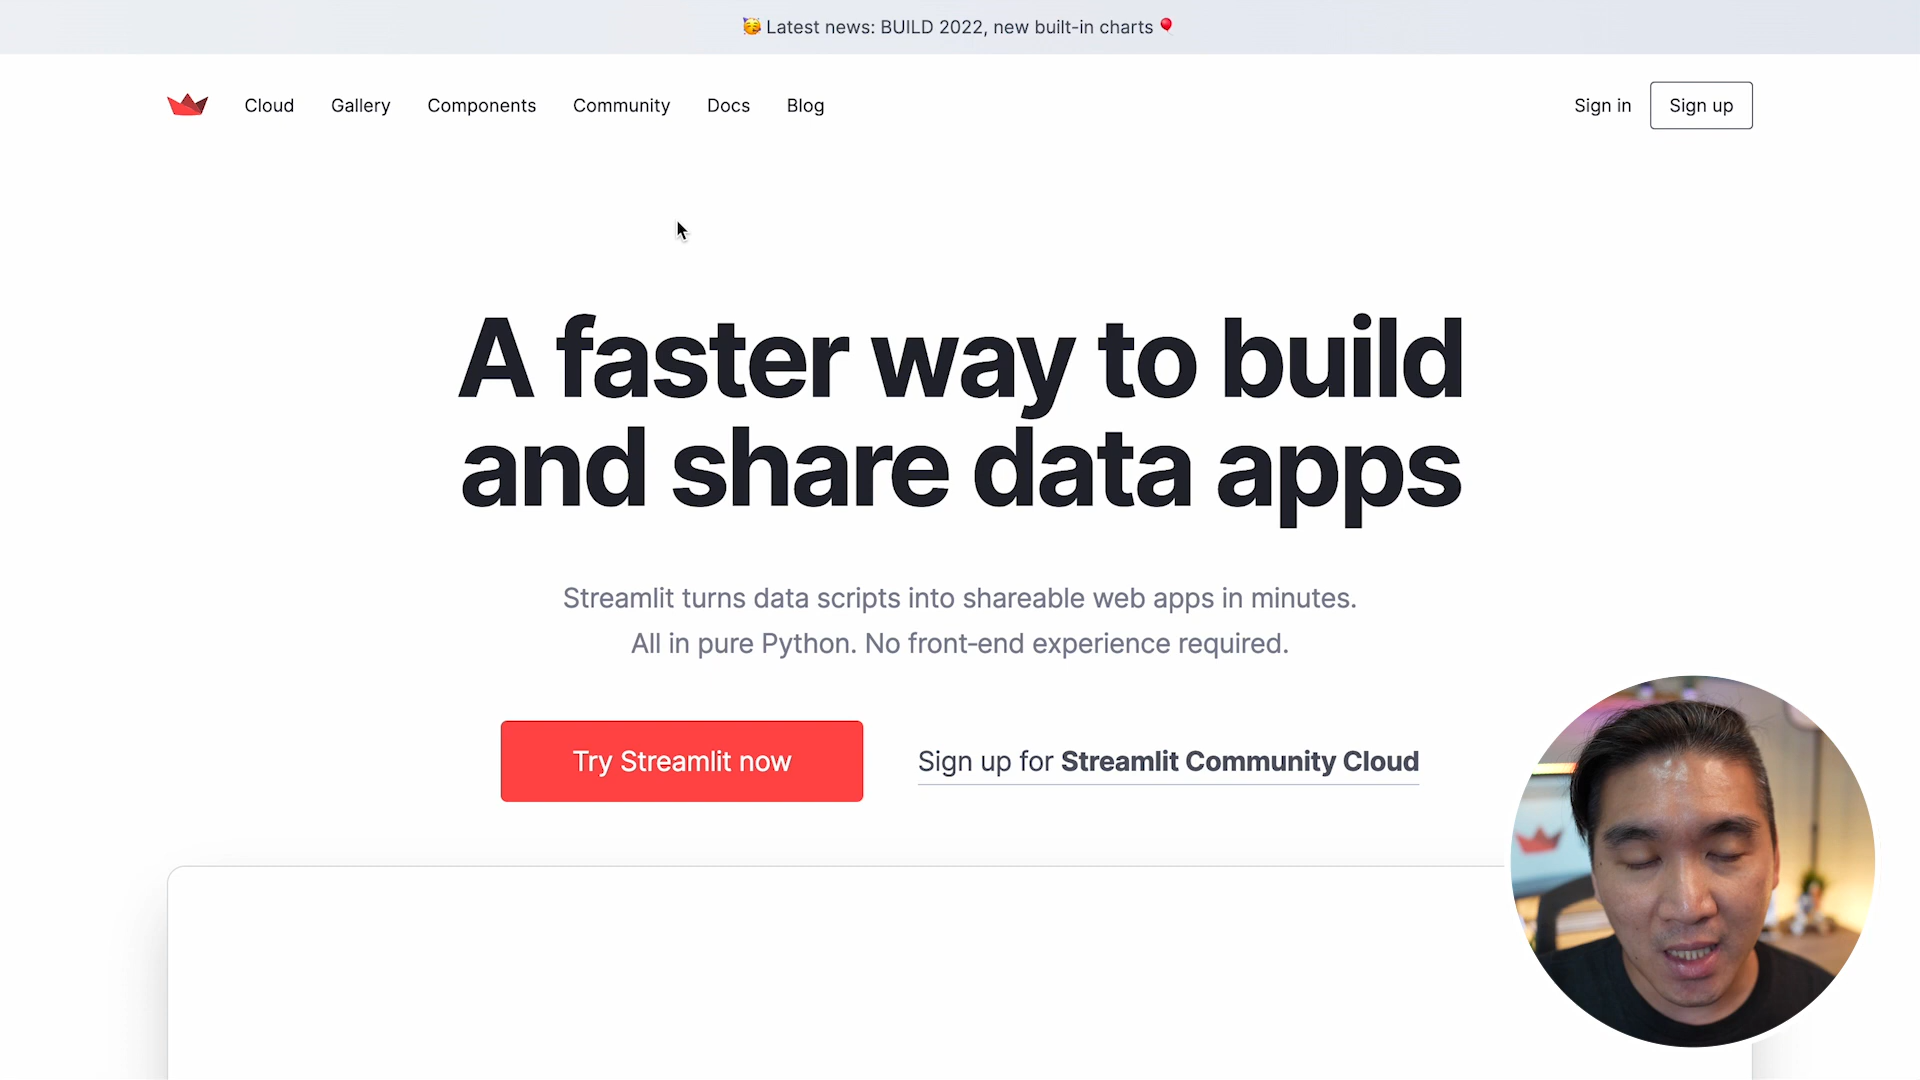 🥳 Latest news: BUILD 2022, new built-in charts 🎈
Cloud Gallery Components Community Docs Blog Sign in Sign up
A faster way to build
and share data apps
Streamlit turns data scripts into shareable web apps in minutes.
All in pure Python. No front-end experience required.
Try Streamlit now Sign up for Streamlit Community Cloud